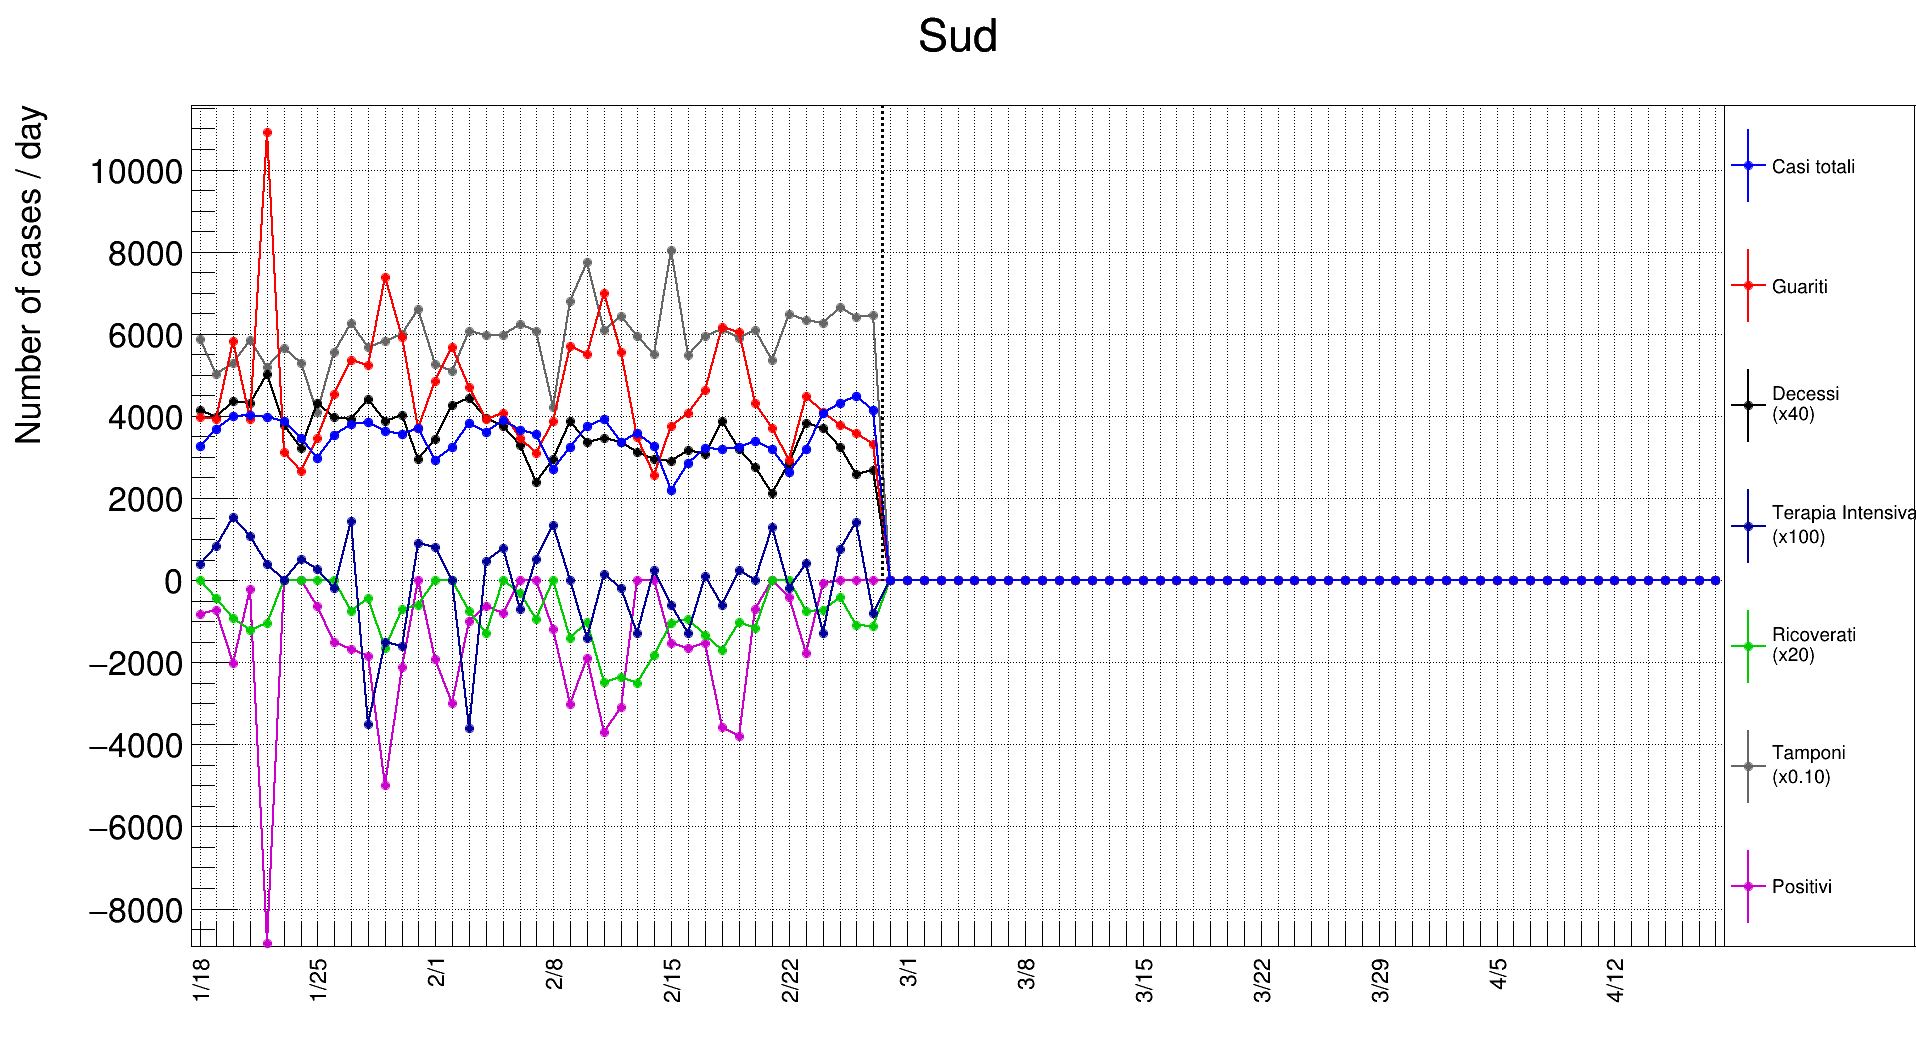 Sud
Number of cases / day
10000
8000
6000
4000
2000
0
−2000
−4000
−6000
−8000
1/18
1/25
2/1
2/8
2/15
2/22
3/1
3/8
3/15
3/22
3/29
4/5
4/12
Casi totali
Guariti
Decessi
(x40)
Terapia Intensiva
(x100)
Ricoverati
(x20)
Tamponi
(x0.10)
Positivi